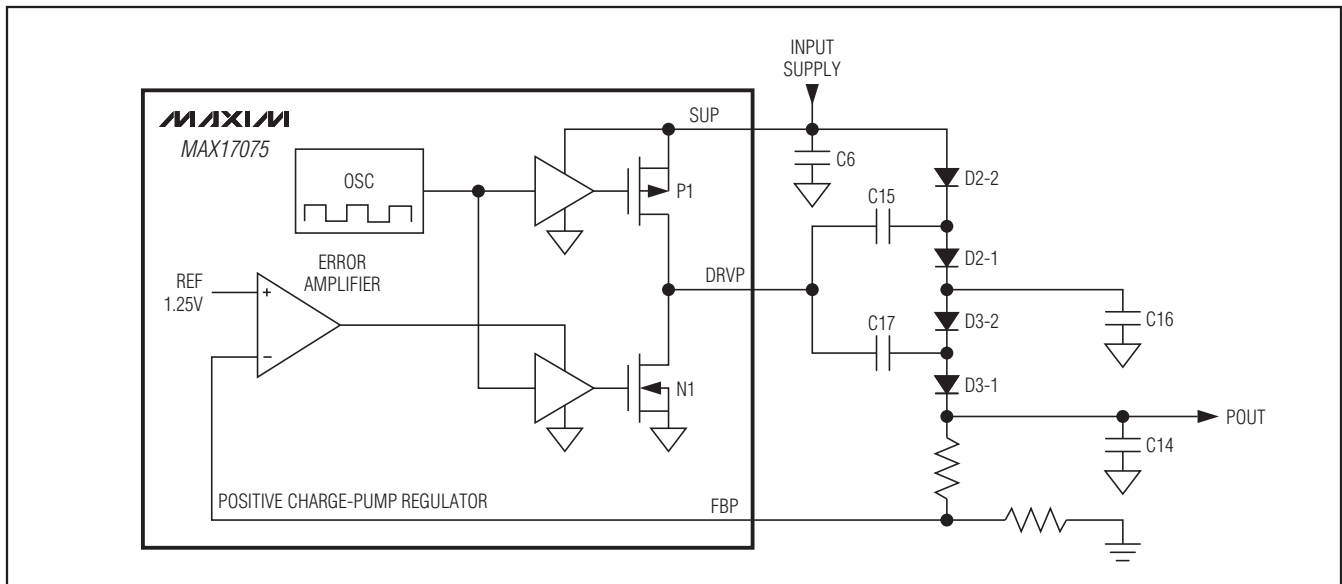 INPUT
SUPPLY
MAXIM
MAX17075
SUP
C6
D2-2
OSC
P1
C15
D2-1
ERROR
AMPLIFIER
REF
1.25V
+
−
DRVP
C17
D3-2
C16
N1
D3-1
POUT
C14
POSITIVE CHARGE-PUMP REGULATOR
FBP